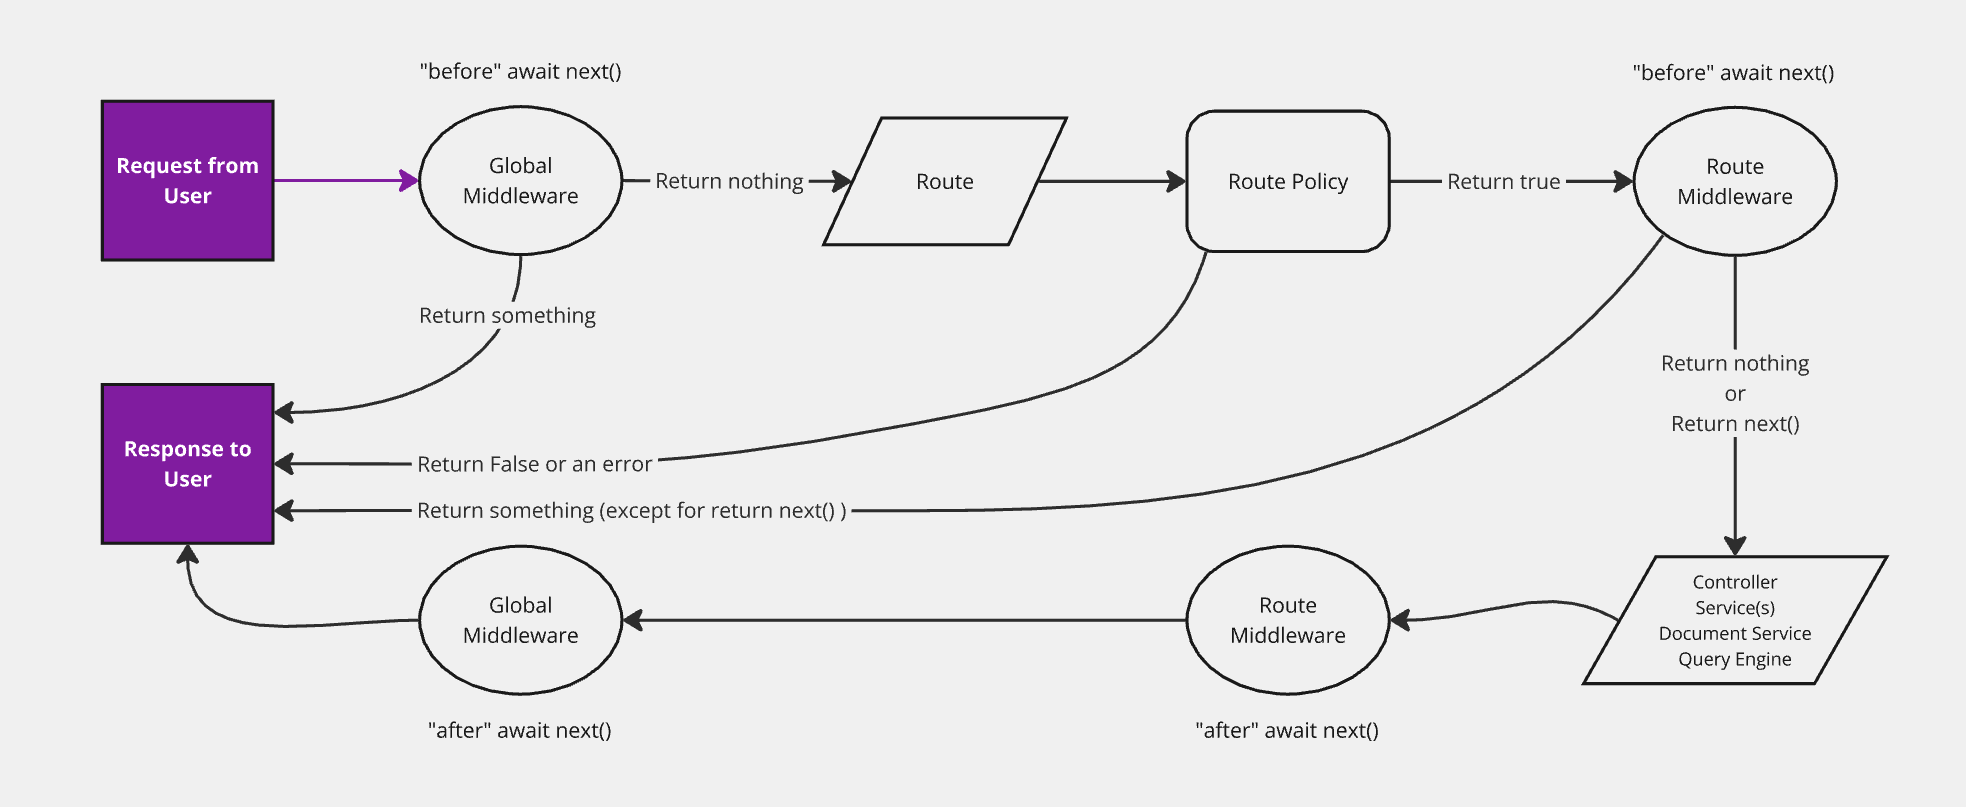 "before" await next()
"before" await next()
Request from
User
Global
Middleware
Return nothing
Route
Route Policy
Return true
Route
Middleware
Return something
Return nothing
or
Return next()
Response to
User
Return False or an error
Return something (except for return next() )
Global
Middleware
Route
Middleware
Controller
Service(s)
Document Service
Query Engine
"after" await next()
"after" await next()